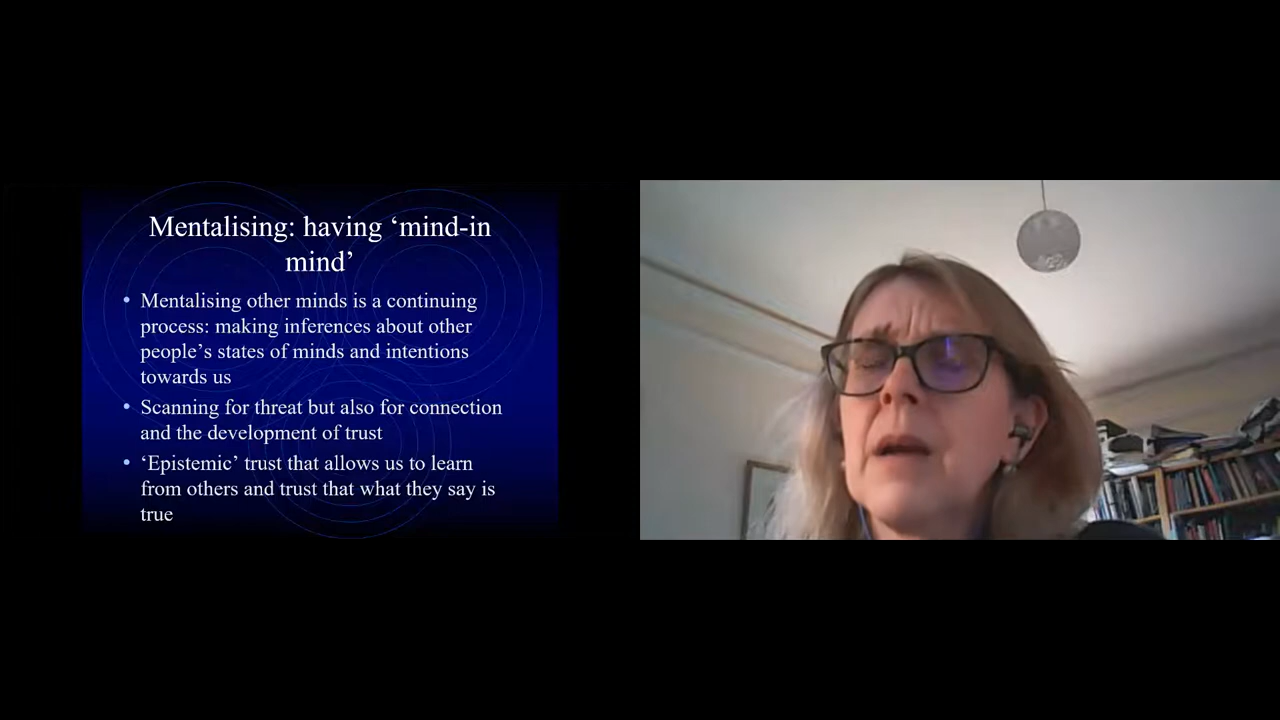 Mentalising: having ‘mind-in
mind’
• Mentalising other minds is a continuing
process: making inferences about other
people’s states of minds and intentions
towards us
• Scanning for threat but also for connection
and the development of trust
• ‘Epistemic’ trust that allows us to learn
from others and trust that what they say is
true